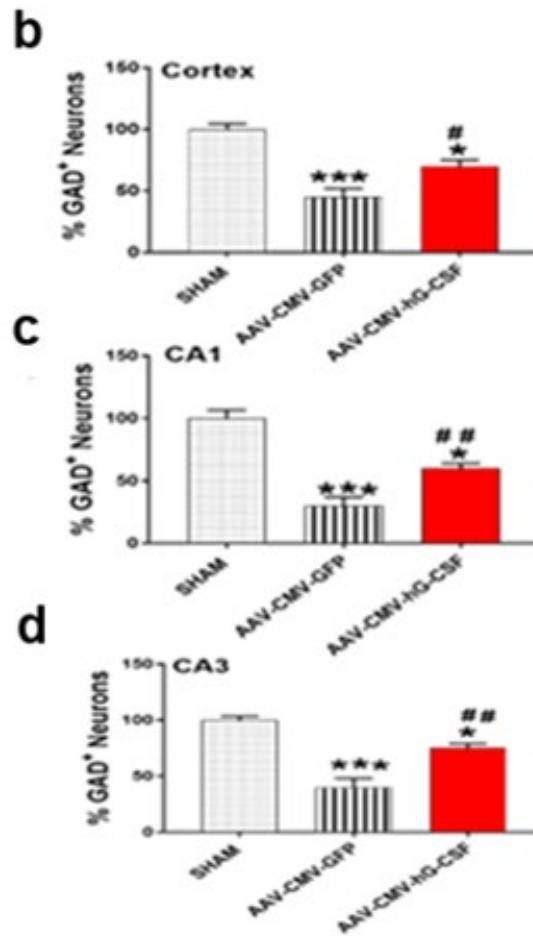 b
150
Cortex
% GAD⁺ Neurons
100
#
*
***
50
0
SHAM
AAV-CMV-GFP
AAV-CMV-hG-CSF
c
150
CA1
% GAD⁺ Neurons
100
##
*
***
50
0
SHAM
AAV-CMV-GFP
AAV-CMV-hG-CSF
d
150
CA3
% GAD⁺ Neurons
100
##
*
***
50
0
SHAM
AAV-CMV-GFP
AAV-CMV-hG-CSF